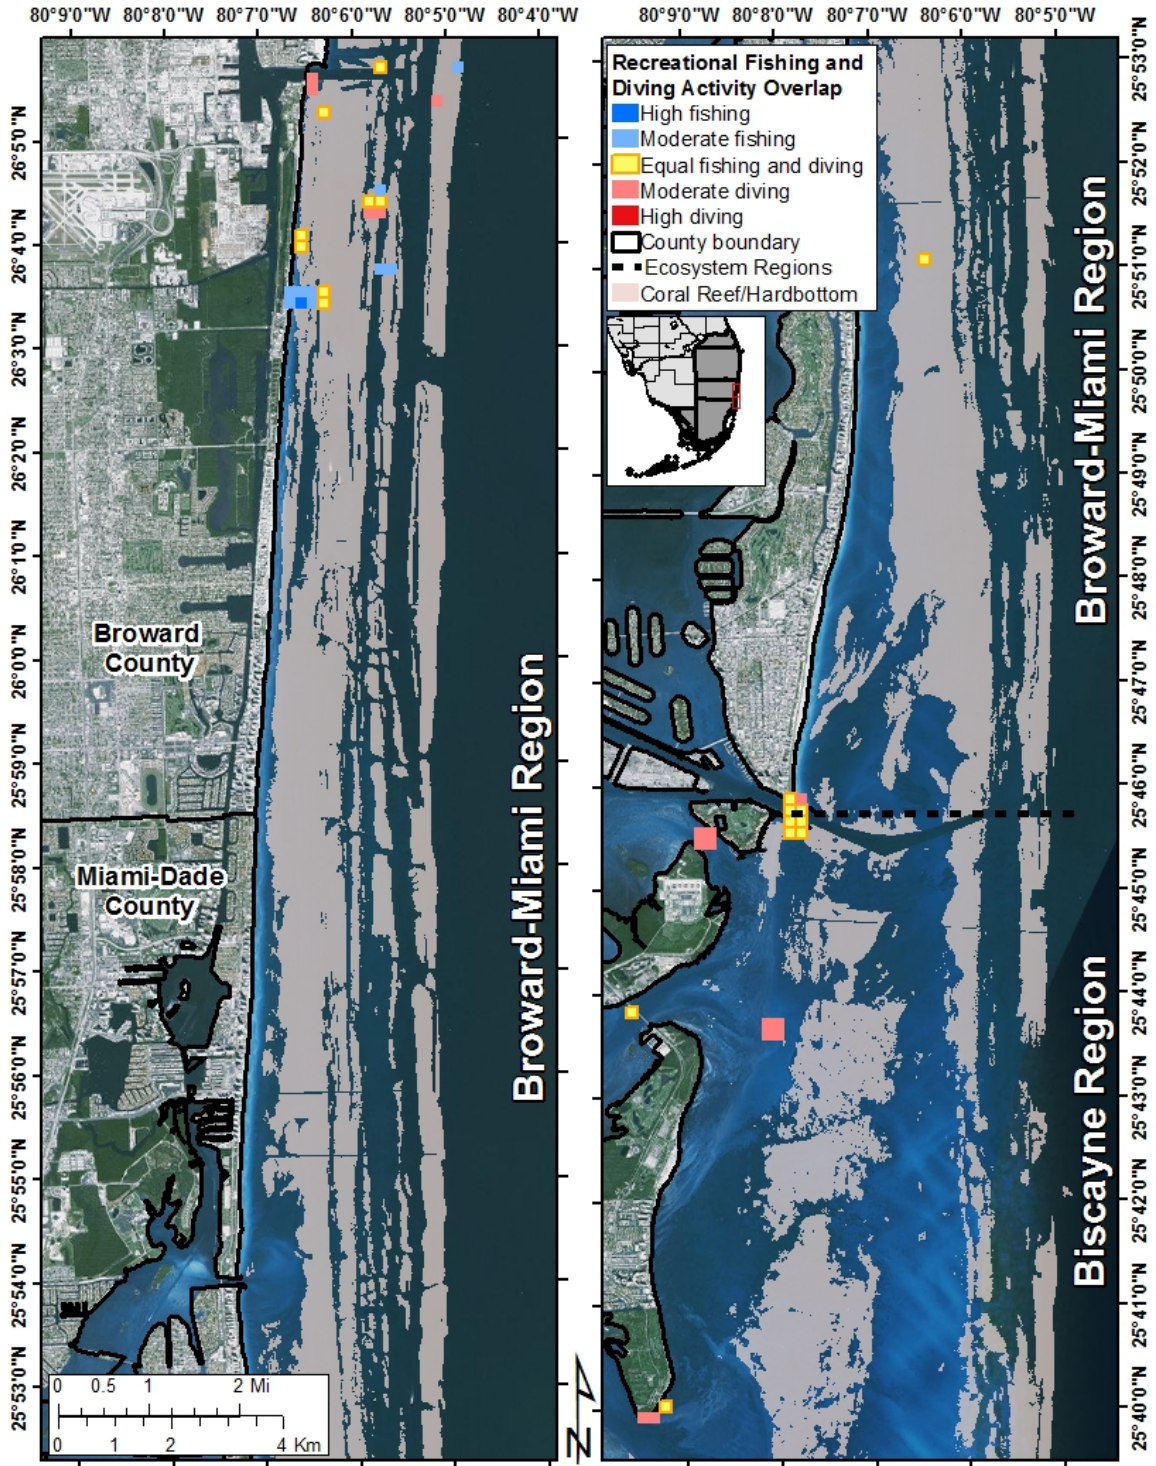 80°9'0"W 80°8'0"W 80°7'0"W 80°6'0"W 80°5'0"W 80°4'0"W
80°9'0"W 80°8'0"W 80°7'0"W 80°6'0"W 80°5'0"W
26°5'0"N
26°4'0"N
26°3'0"N
26°2'0"N
26°1'0"N
26°0'0"N
25°59'0"N
25°58'0"N
25°57'0"N
25°56'0"N
25°55'0"N
25°54'0"N
25°53'0"N
Broward
County
Miami-Dade
County
Broward-Miami Region
0 0.5 1 2 Mi
0 1 2 4 Km
N
Recreational Fishing and
Diving Activity Overlap
High fishing
Moderate fishing
Equal fishing and diving
Moderate diving
High diving
County boundary
Ecosystem Regions
Coral Reef/Hardbottom
Broward-Miami Region
Biscayne Region
25°53'0"N
25°52'0"N
25°51'0"N
25°50'0"N
25°49'0"N
25°48'0"N
25°47'0"N
25°46'0"N
25°45'0"N
25°44'0"N
25°43'0"N
25°42'0"N
25°41'0"N
25°40'0"N